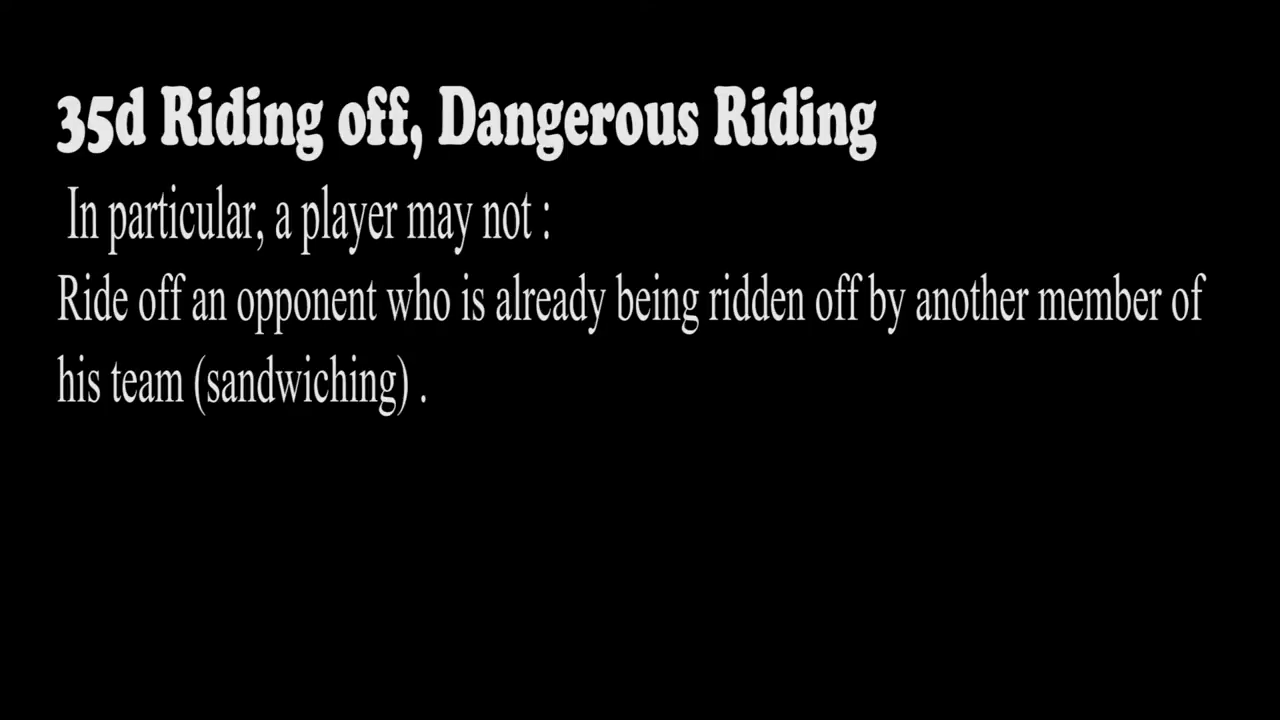 35d Riding off, Dangerous Riding
In particular, a player may not :
Ride off an opponent who is already being ridden off by another member of
his team (sandwiching) .